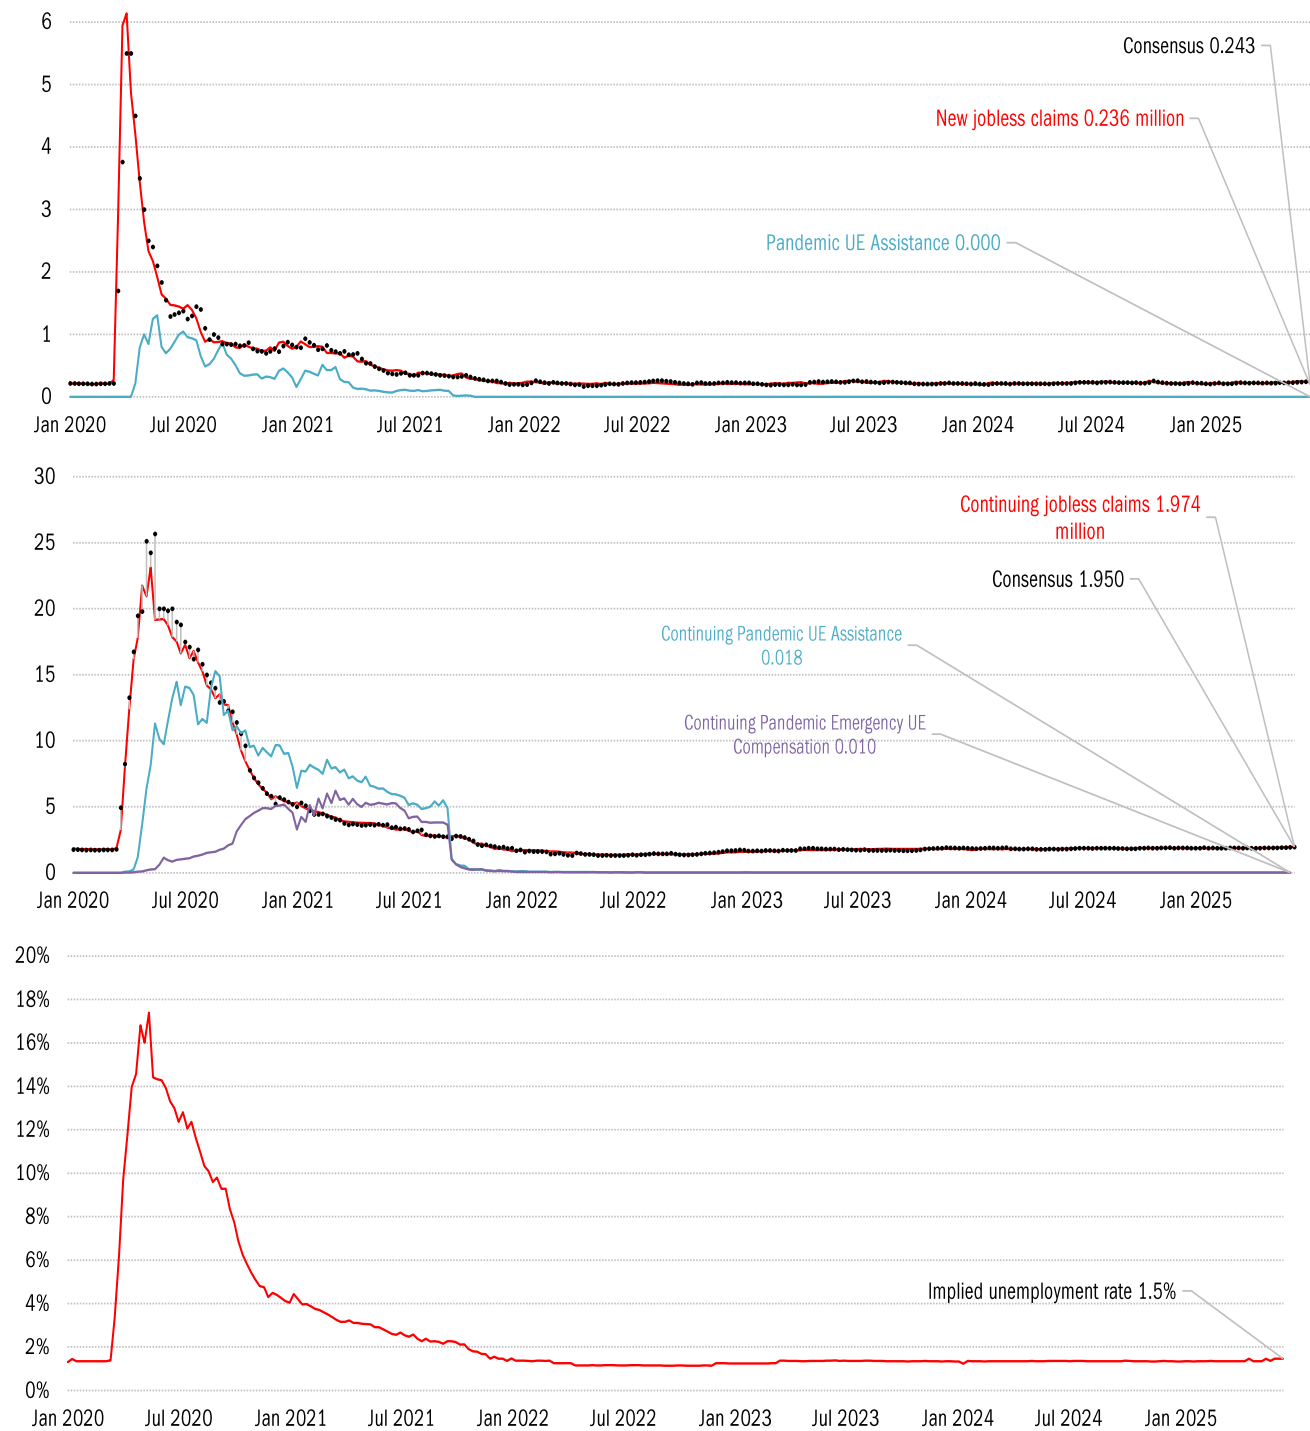 6
Consensus 0.243
5
New jobless claims 0.236 million
4
3
Pandemic UE Assistance 0.000
2
1
0
Jan 2020 Jul 2020 Jan 2021 Jul 2021 Jan 2022 Jul 2022 Jan 2023 Jul 2023 Jan 2024 Jul 2024 Jan 2025
30
Continuing jobless claims 1.974
million
25
Consensus 1.950
20
Continuing Pandemic UE Assistance
0.018
15
Continuing Pandemic Emergency UE
Compensation 0.010
10
5
0
Jan 2020 Jul 2020 Jan 2021 Jul 2021 Jan 2022 Jul 2022 Jan 2023 Jul 2023 Jan 2024 Jul 2024 Jan 2025
20%
18%
16%
14%
12%
10%
8%
6%
Implied unemployment rate 1.5%
4%
2%
0%
Jan 2020 Jul 2020 Jan 2021 Jul 2021 Jan 2022 Jul 2022 Jan 2023 Jul 2023 Jan 2024 Jul 2024 Jan 2025